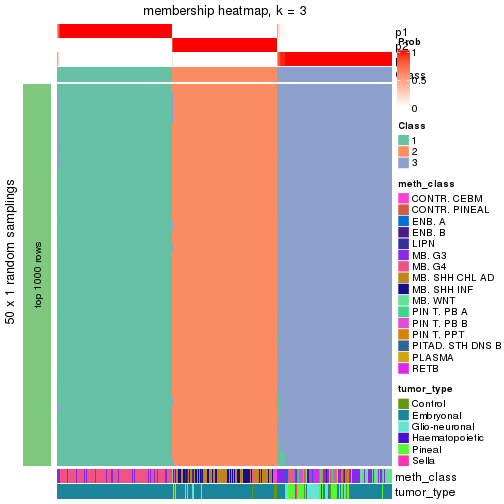 membership heatmap, k = 3
p1
p2
Class
50 x 1 random samplings
top 1000 rows
meth_class
tumor_type
Prob
1
0.5
0
Class
1
2
3
meth_class
CONTR. CEBM
CONTR. PINEAL
ENB. A
ENB. B
LIPN
MB. G3
MB. G4
MB. SHH CHL AD
MB. SHH INF
MB. WNT
PIN T. PB A
PIN T. PB B
PIN T. PPT
PITAD. STH DNS B
PLASMA
RETB
tumor_type
Control
Embryonal
Glio-neuronal
Haematopoietic
Pineal
Sella